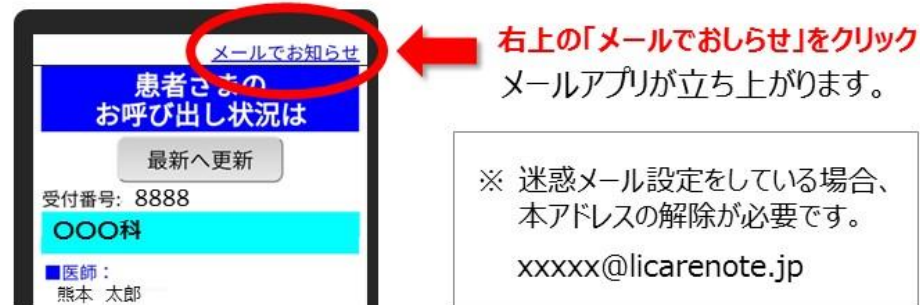 メールでお知らせ
患者さまの
お呼び出し状況は
最新へ更新
受付番号: 8888
○○○科
■医師：
熊本 太郎
右上の「メールでおしらせ」をクリック
メールアプリが立ち上がります。
※ 迷惑メール設定をしている場合、
本アドレスの解除が必要です。
xxxxx@licarenote.jp